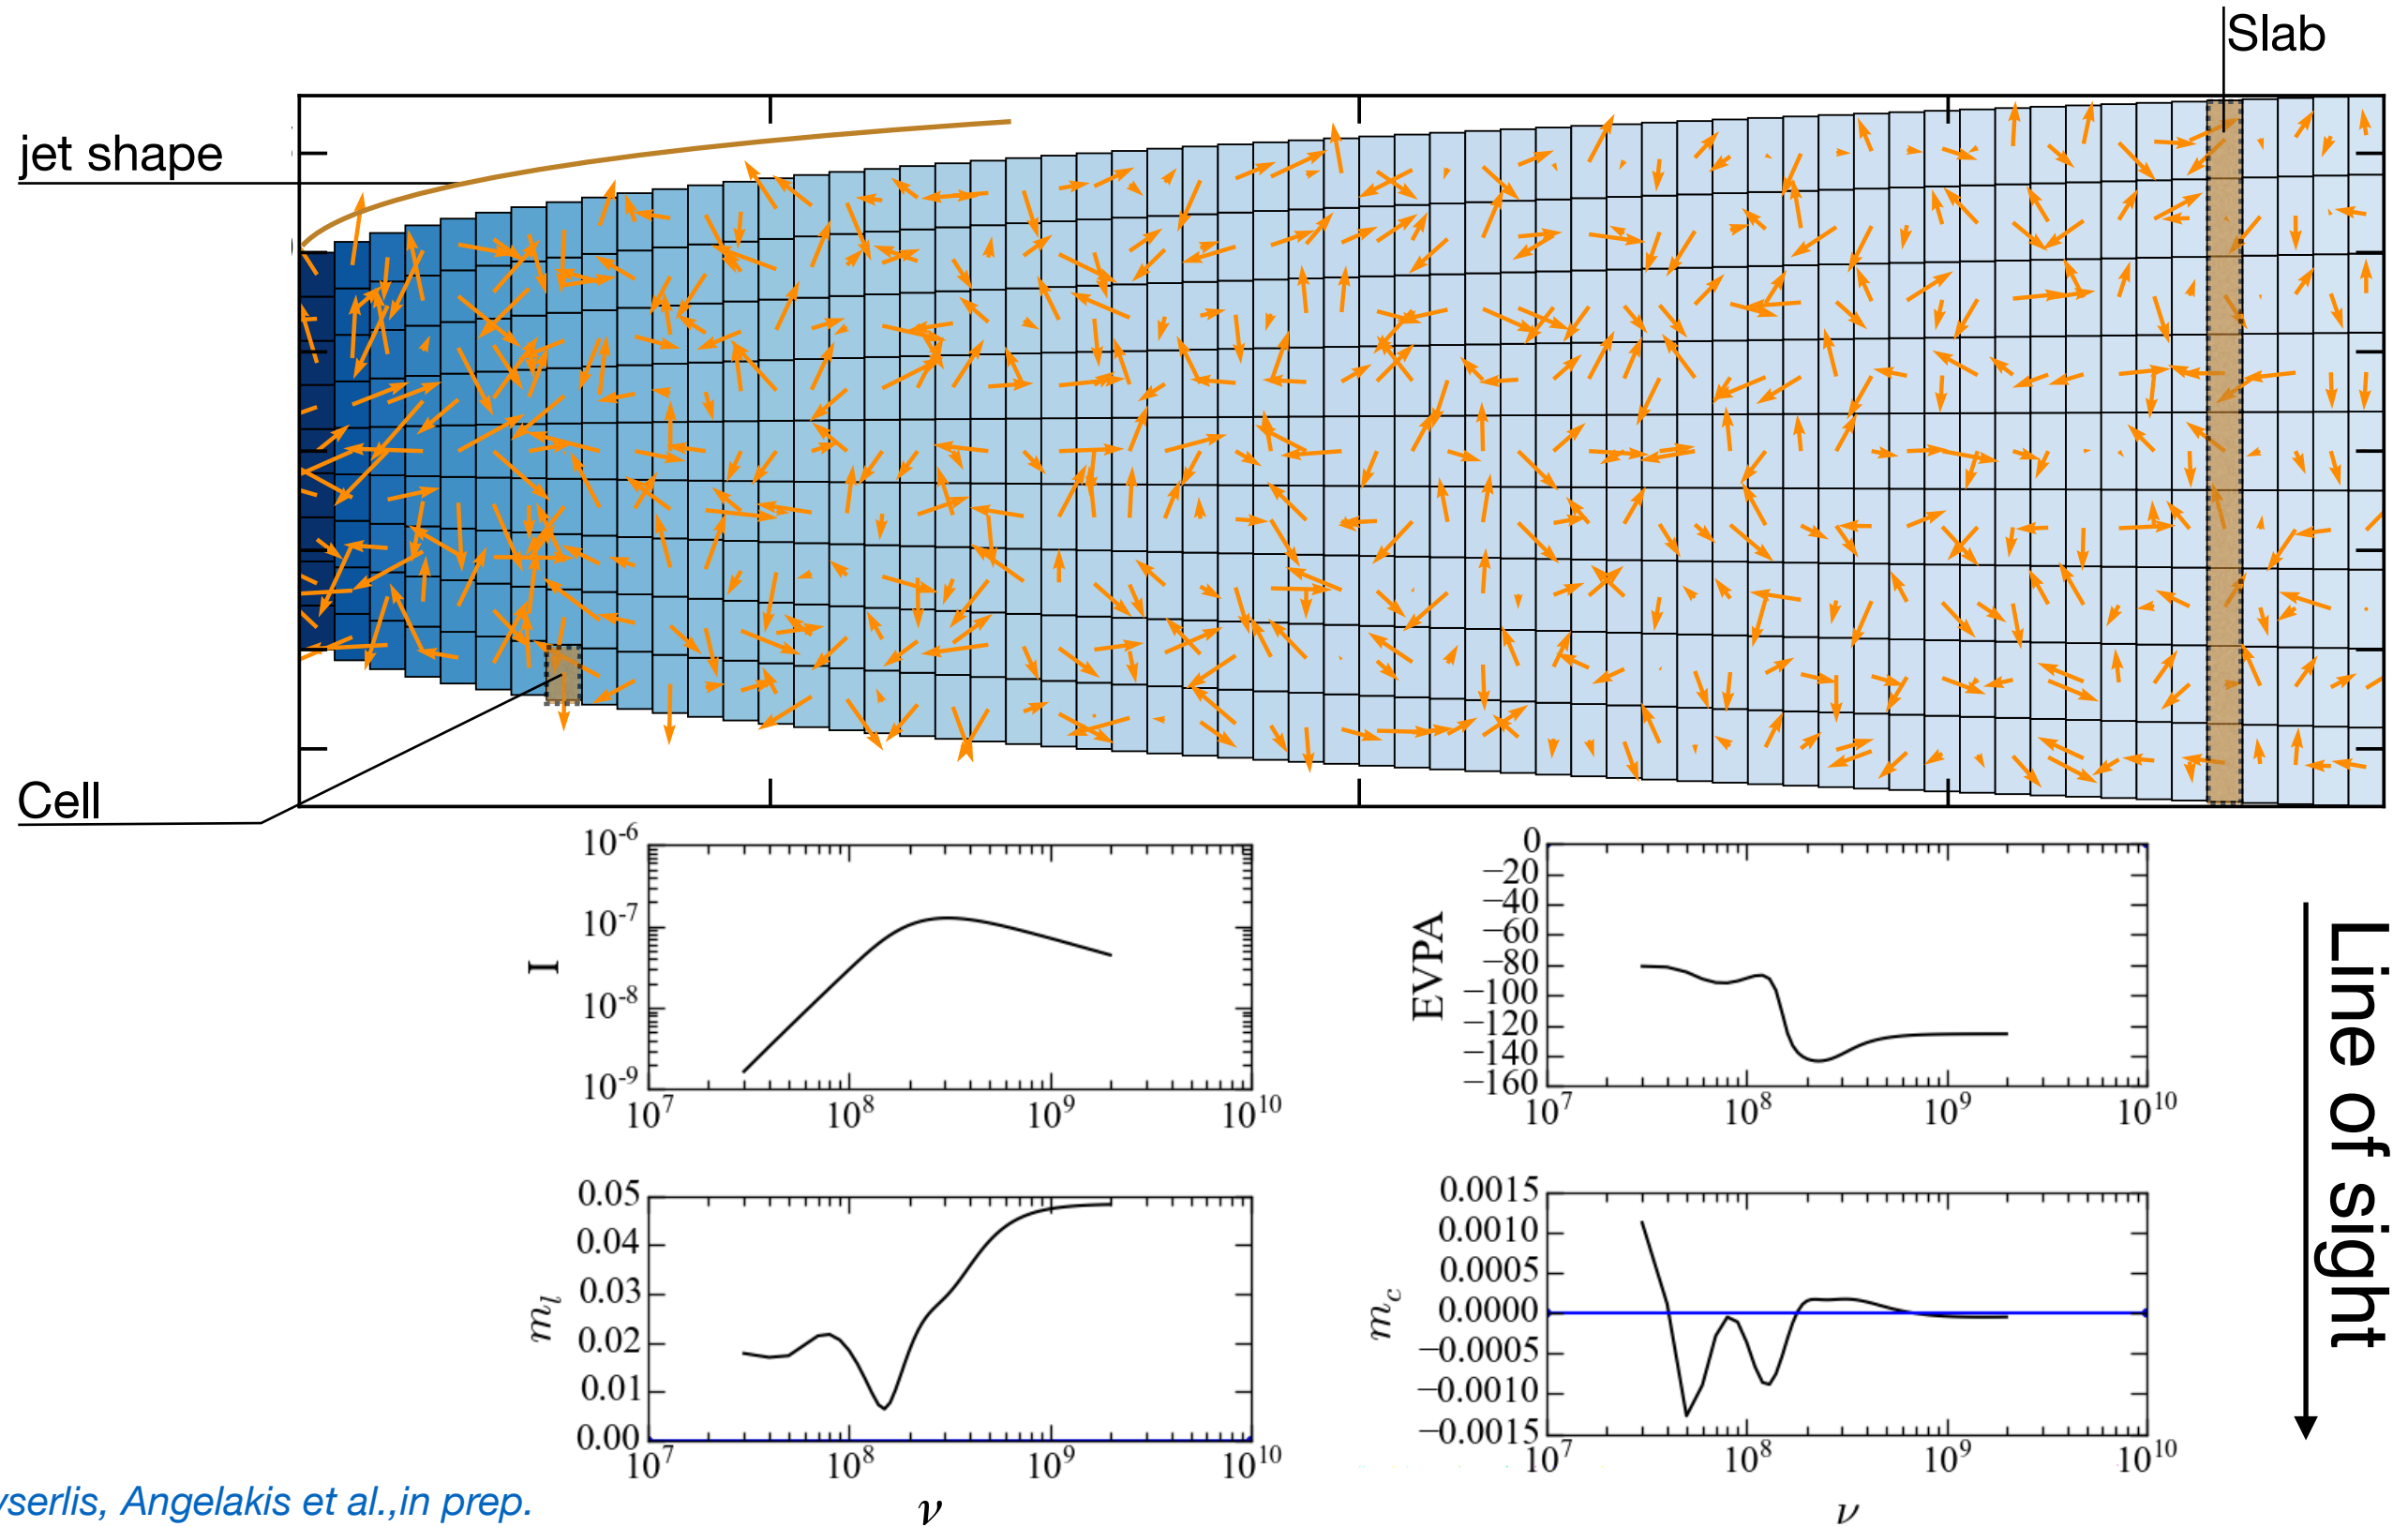 Slab
jet shape
Cell
10^-6
10^-7
10^-8
10^-9
I
10^7 10^8 10^9 10^10
0
−20
−40
−60
−80
−100
−120
−140
−160
EVPA
10^7 10^8 10^9 10^10
0.05
0.04
0.03
0.02
0.01
0.00
m_l
10^7 10^8 10^9 10^10
ν
0.0015
0.0010
0.0005
0.0000
−0.0005
−0.0010
−0.0015
m_c
10^7 10^8 10^9 10^10
ν
Line of sight
yserlis, Angelakis et al.,in prep.